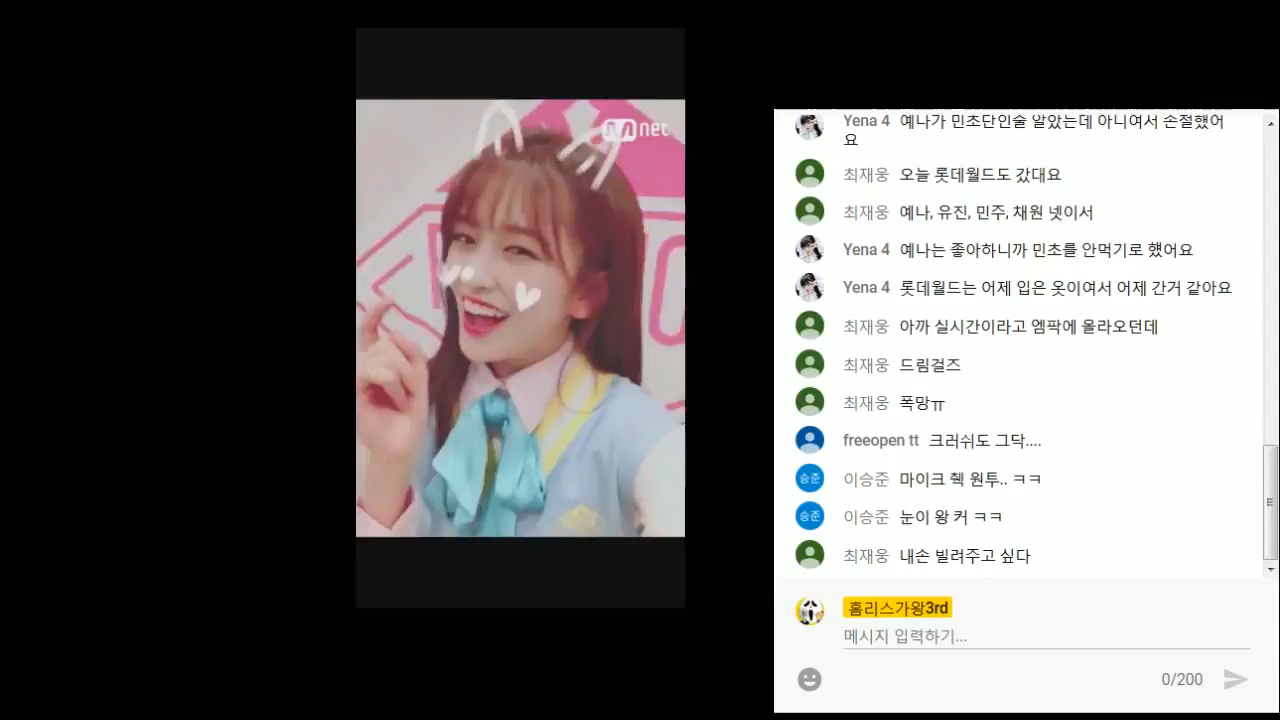 Mnet
Yena 4 예나가 민초단인술 알았는데 아니여서 손절했어
요
최재웅 오늘 롯데월드도 갔대요
최재웅 예나, 유진, 민주, 채원 넷이서
Yena 4 예나는 좋아하니까 민초를 안먹기로 했어요
Yena 4 롯데월드는 어제 입은 옷이여서 어제 간거 같아요
최재웅 아까 실시간이라고 엠팍에 올라오던데
최재웅 드림걸즈
최재웅 폭망ㅠ
freeopen tt 크러쉬도 그닥....
승준 이승준 마이크 췍 원투.. ㅋㅋ
승준 이승준 눈이 왕 커 ㅋㅋ
최재웅 내손 빌려주고 싶다
홈리스가왕3rd
메시지 입력하기...
0/200